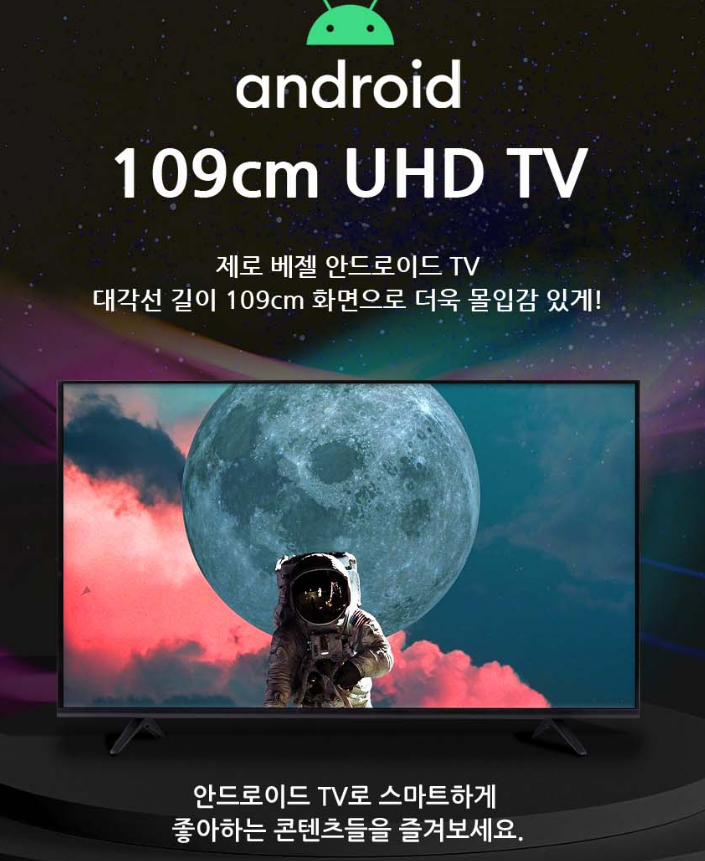 android
109cm UHD TV
제로 베젤 안드로이드 TV
대각선 길이 109cm 화면으로 더욱 몰입감 있게!
안드로이드 TV로 스마트하게
좋아하는 콘텐츠들을 즐겨보세요.